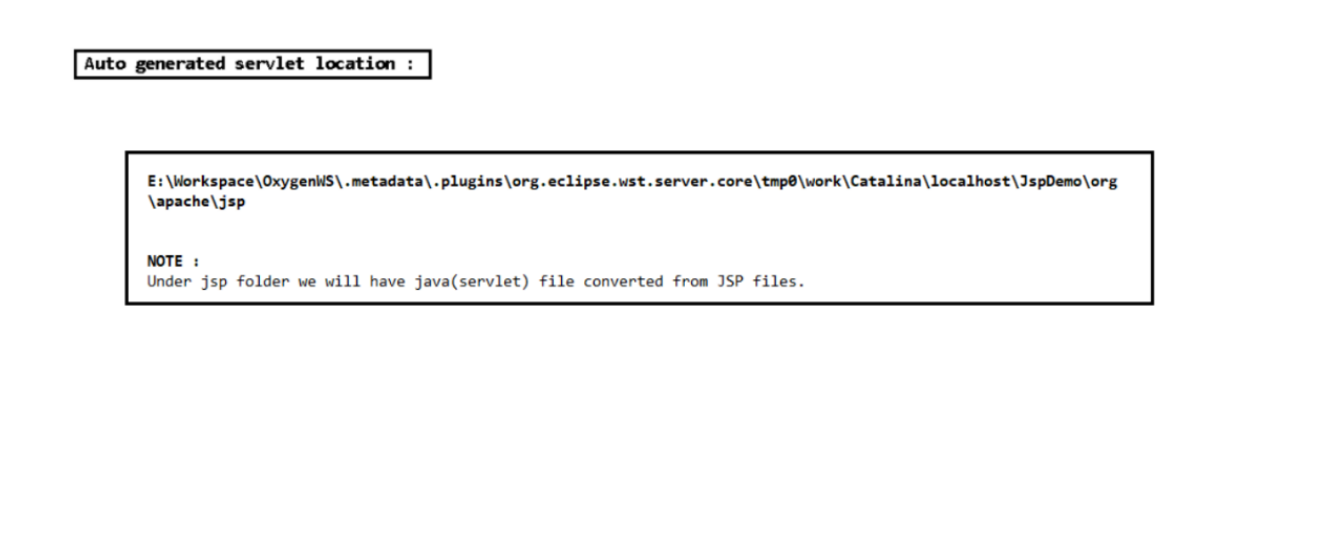 Auto generated servlet location :
E:\Workspace\OxygenWS\.metadata\.plugins\org.eclipse.wst.server.core\tmp0\work\Catalina\localhost\JspDemo\org
\apache\jsp
NOTE :
Under jsp folder we will have java(servlet) file converted from JSP files.